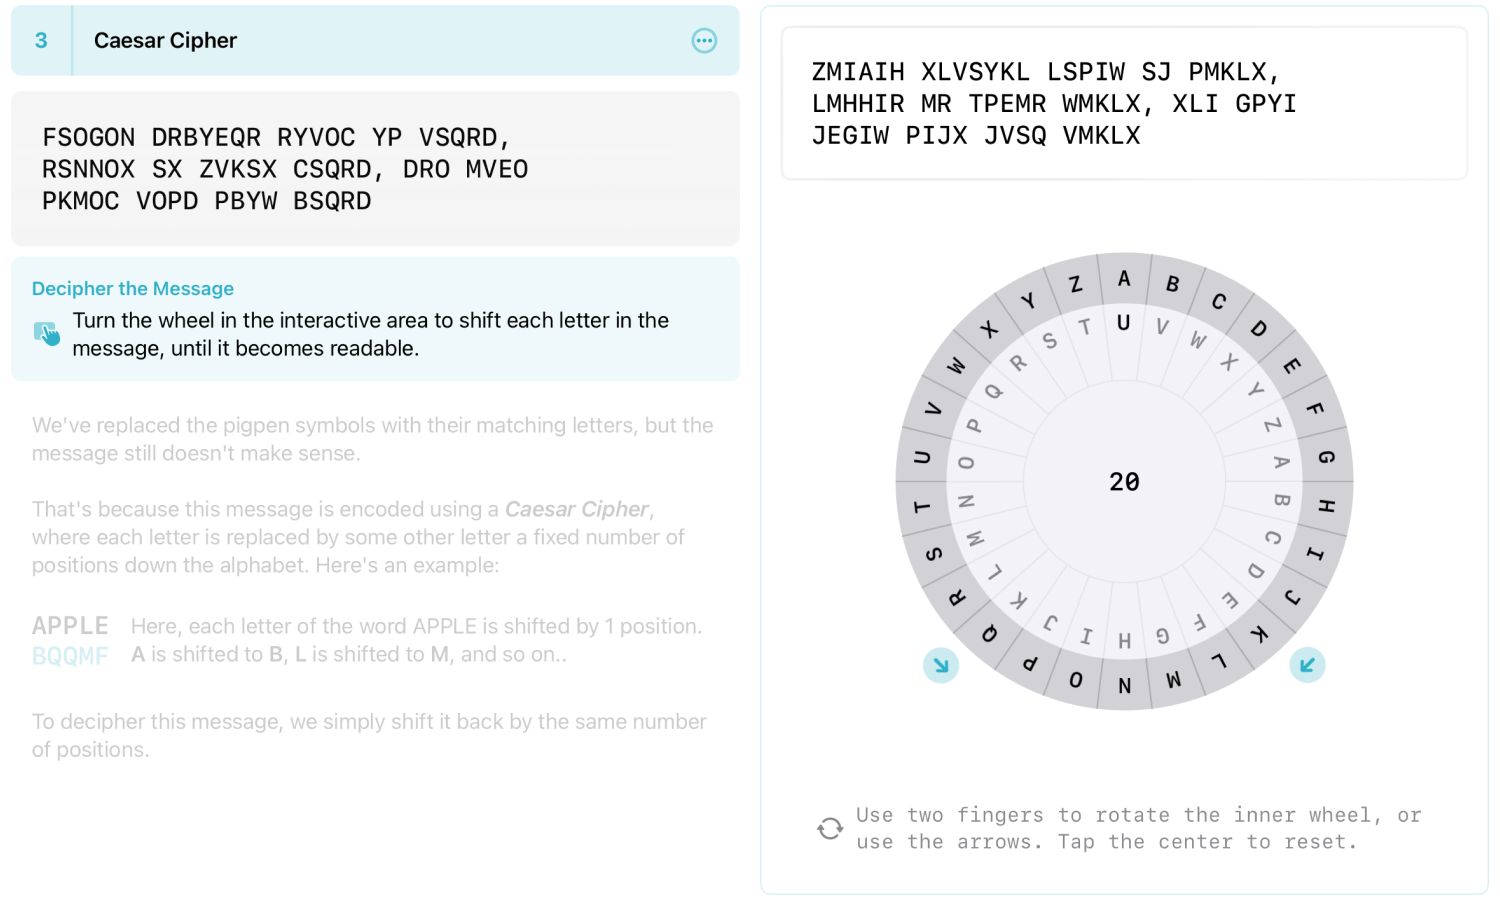 3 Caesar Cipher
FSOGON DRBYEQR RYVOC YP VSQRD,
RSNNOX SX ZVKSX CSQRD, DRO MVEO
PKMOC VOPD PBYW BSQRD
Decipher the Message
Turn the wheel in the interactive area to shift each letter in the
message, until it becomes readable.
We've replaced the pigpen symbols with their matching letters, but the
message still doesn't make sense.
That's because this message is encoded using a Caesar Cipher,
where each letter is replaced by some other letter a fixed number of
positions down the alphabet. Here's an example:
APPLE Here, each letter of the word APPLE is shifted by 1 position.
BQQMF A is shifted to B, L is shifted to M, and so on..
To decipher this message, we simply shift it back by the same number
of positions.
ZMIAIH XLVSYKL LSPIW SJ PMKLX,
LMHHIR MR TPEMR WMKLX, XLI GPYI
JEGIW PIJX JVSQ VMKLX
A B C D E F G H I J K L M N O P Q R S T U V W X Y Z
U V W X Y Z A B C D E F G H I J K L M N O P Q R S T
20
Use two fingers to rotate the inner wheel, or
use the arrows. Tap the center to reset.